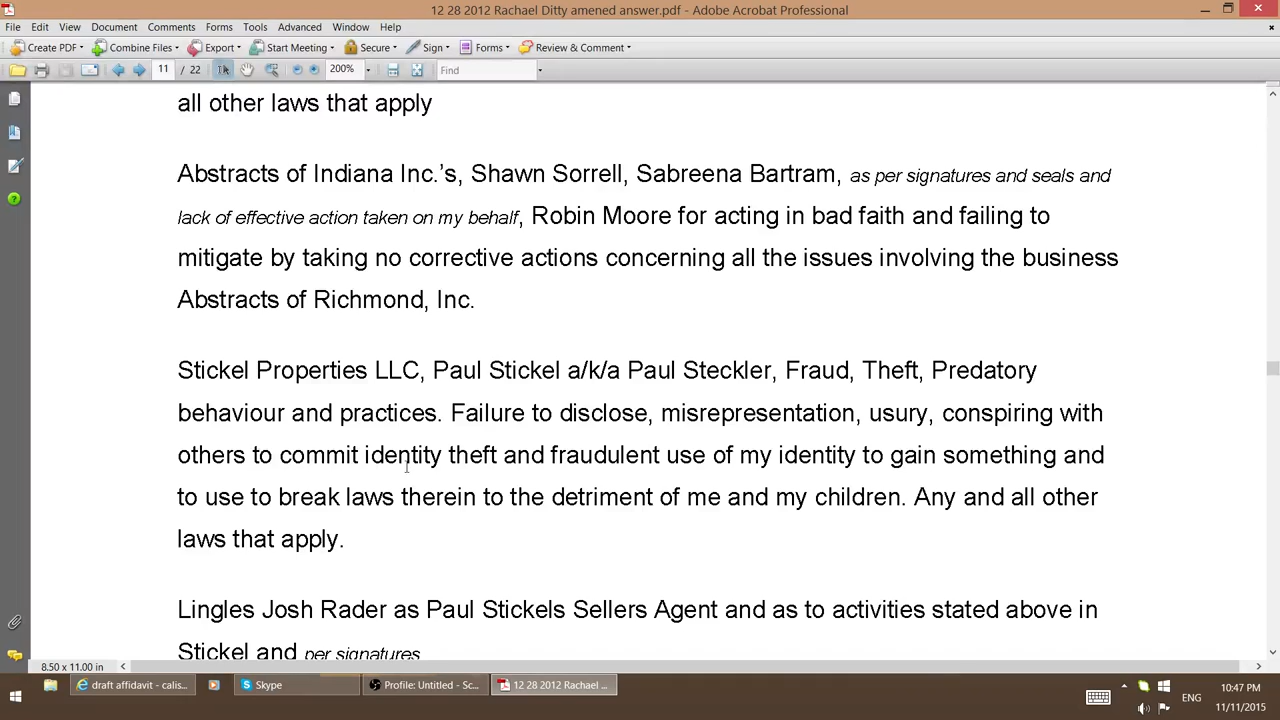 12 28 2012 Rachael Ditty amened answer.pdf - Adobe Acrobat Professional
File Edit View Document Comments Forms Tools Advanced Window Help
Create PDF Combine Files Export Start Meeting Secure Sign Forms Review & Comment
11 / 22 200% Find
all other laws that apply
Abstracts of Indiana Inc.’s, Shawn Sorrell, Sabreena Bartram, as per signatures and seals and
lack of effective action taken on my behalf, Robin Moore for acting in bad faith and failing to
mitigate by taking no corrective actions concerning all the issues involving the business
Abstracts of Richmond, Inc.
Stickel Properties LLC, Paul Stickel a/k/a Paul Steckler, Fraud, Theft, Predatory
behaviour and practices. Failure to disclose, misrepresentation, usury, conspiring with
others to commit identity theft and fraudulent use of my identity to gain something and
to use to break laws therein to the detriment of me and my children. Any and all other
laws that apply.
Lingles Josh Rader as Paul Stickels Sellers Agent and as to activities stated above in
Stickel and per signatures
8.50 x 11.00 in
draft affidavit - calis... Skype Profile: Untitled - Sc... 12 28 2012 Rachael ... ENG 10:47 PM
11/11/2015